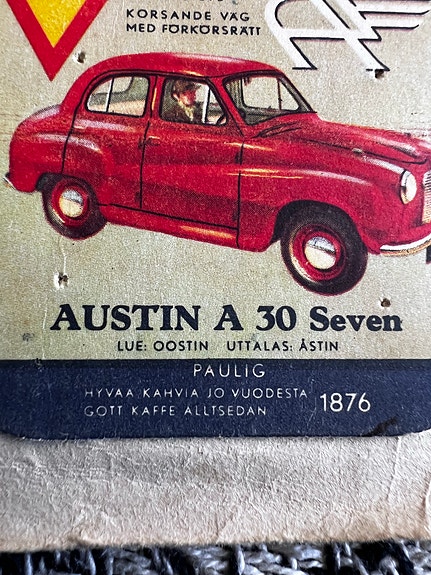 KORSANDE VÄG
MED FÖRKÖRSRÄTT
AUSTIN A 30 Seven
LUE: OOSTIN UTTALAS: ÅSTIN
PAULIG
HYVÄÄ KAHVIA JO VUODESTA
GOTT KAFFE ALLTSEDAN 1876